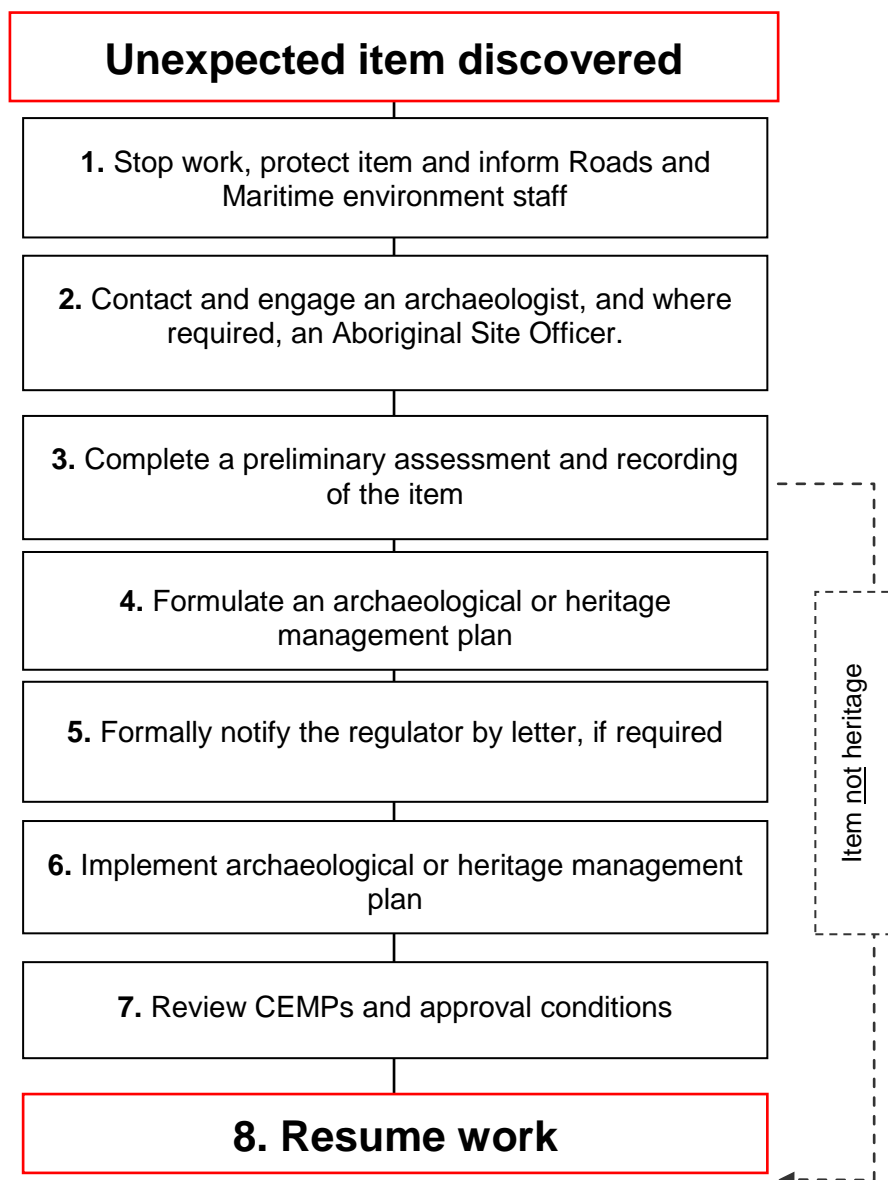 Unexpected item discovered
1. Stop work, protect item and inform Roads and
Maritime environment staff
2. Contact and engage an archaeologist, and where
required, an Aboriginal Site Officer.
3. Complete a preliminary assessment and recording
of the item
4. Formulate an archaeological or heritage
management plan
5. Formally notify the regulator by letter, if required
6. Implement archaeological or heritage management
plan
7. Review CEMPs and approval conditions
8. Resume work
Item not heritage